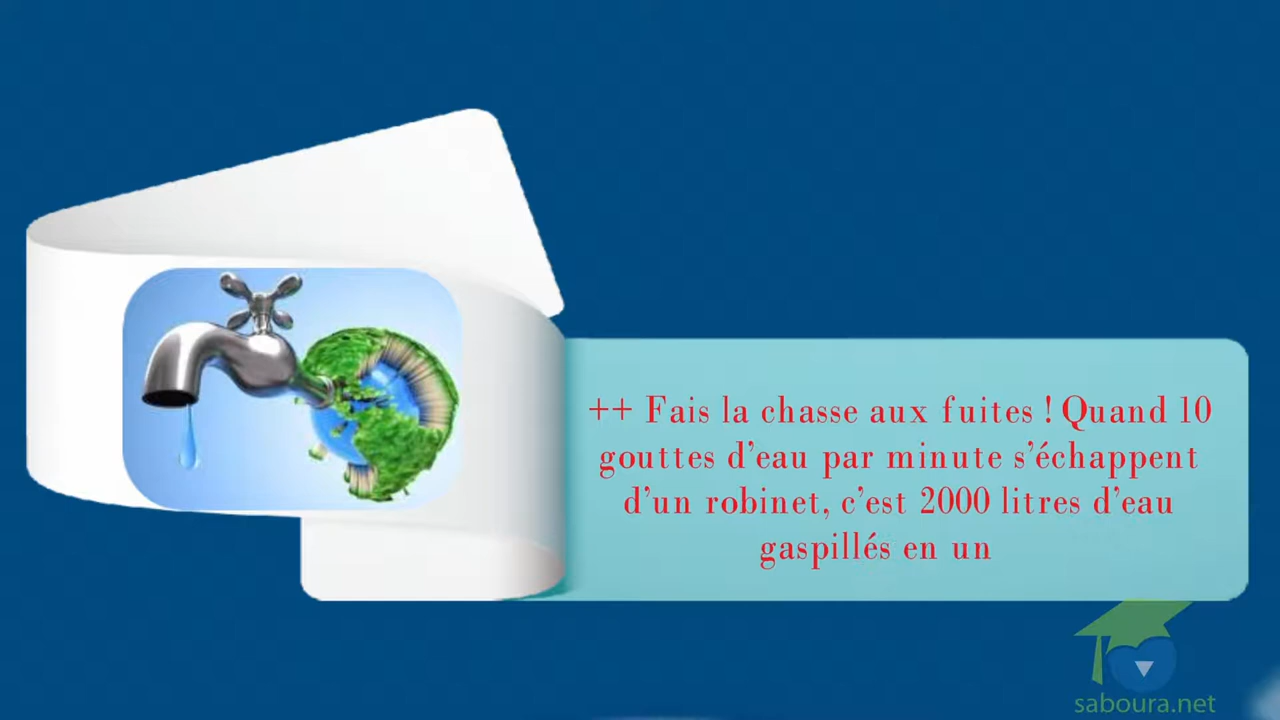 ++ Fais la chasse aux fuites ! Quand 10
gouttes d'eau par minute s'échappent
d'un robinet, c'est 2000 litres d'eau
gaspillés en un
saboura.net